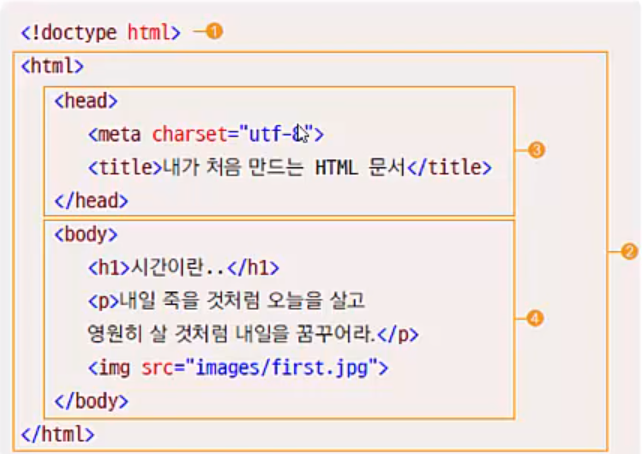 <!doctype html> ①
<html>
<head>
<meta charset="utf-8">
<title>내가 처음 만드는 HTML 문서</title>
③
</head>
<body>
<h1>시간이란..</h1>
②
<p>내일 죽을 것처럼 오늘을 살고
④
영원히 살 것처럼 내일을 꿈꾸어라.</p>
<img src="images/first.jpg">
</body>
</html>